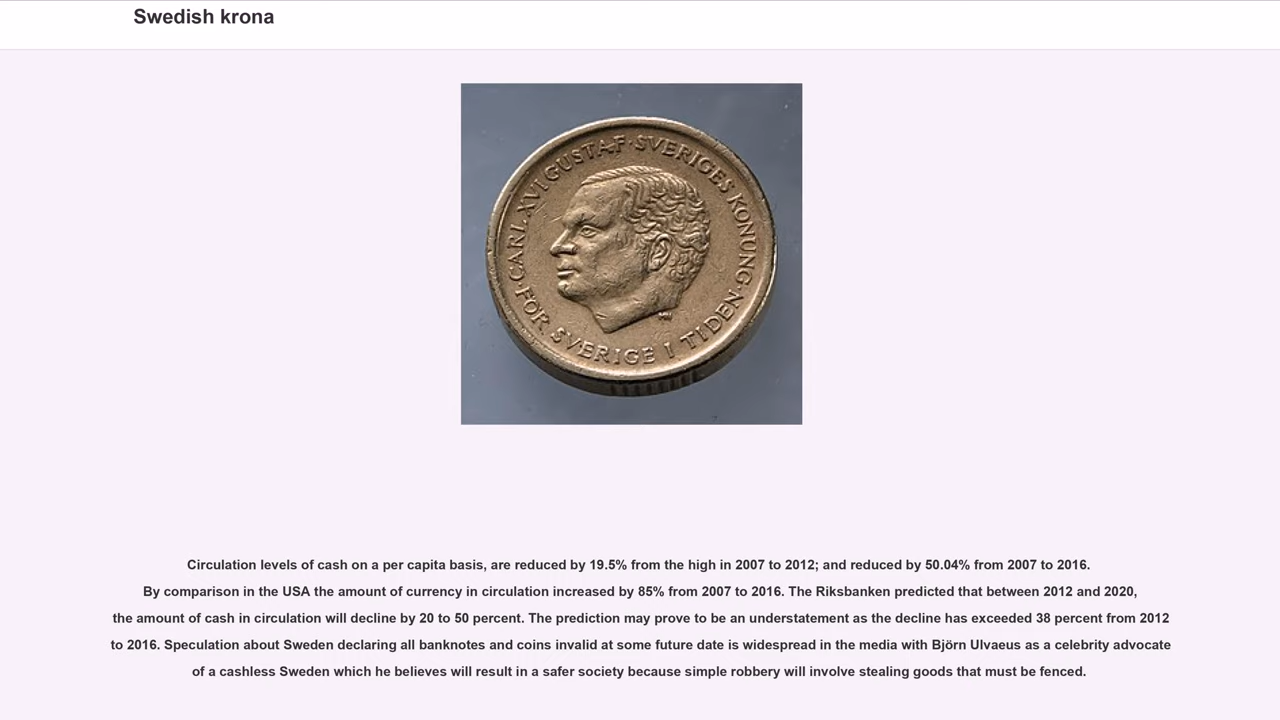 Swedish krona
CARL XVI GUSTAF · SVERIGES KONUNG ·
FÖR SVERIGE I TIDEN ·
Circulation levels of cash on a per capita basis, are reduced by 19.5% from the high in 2007 to 2012; and reduced by 50.04% from 2007 to 2016.
By comparison in the USA the amount of currency in circulation increased by 85% from 2007 to 2016. The Riksbanken predicted that between 2012 and 2020,
the amount of cash in circulation will decline by 20 to 50 percent. The prediction may prove to be an understatement as the decline has exceeded 38 percent from 2012
to 2016. Speculation about Sweden declaring all banknotes and coins invalid at some future date is widespread in the media with Björn Ulvaeus as a celebrity advocate
of a cashless Sweden which he believes will result in a safer society because simple robbery will involve stealing goods that must be fenced.